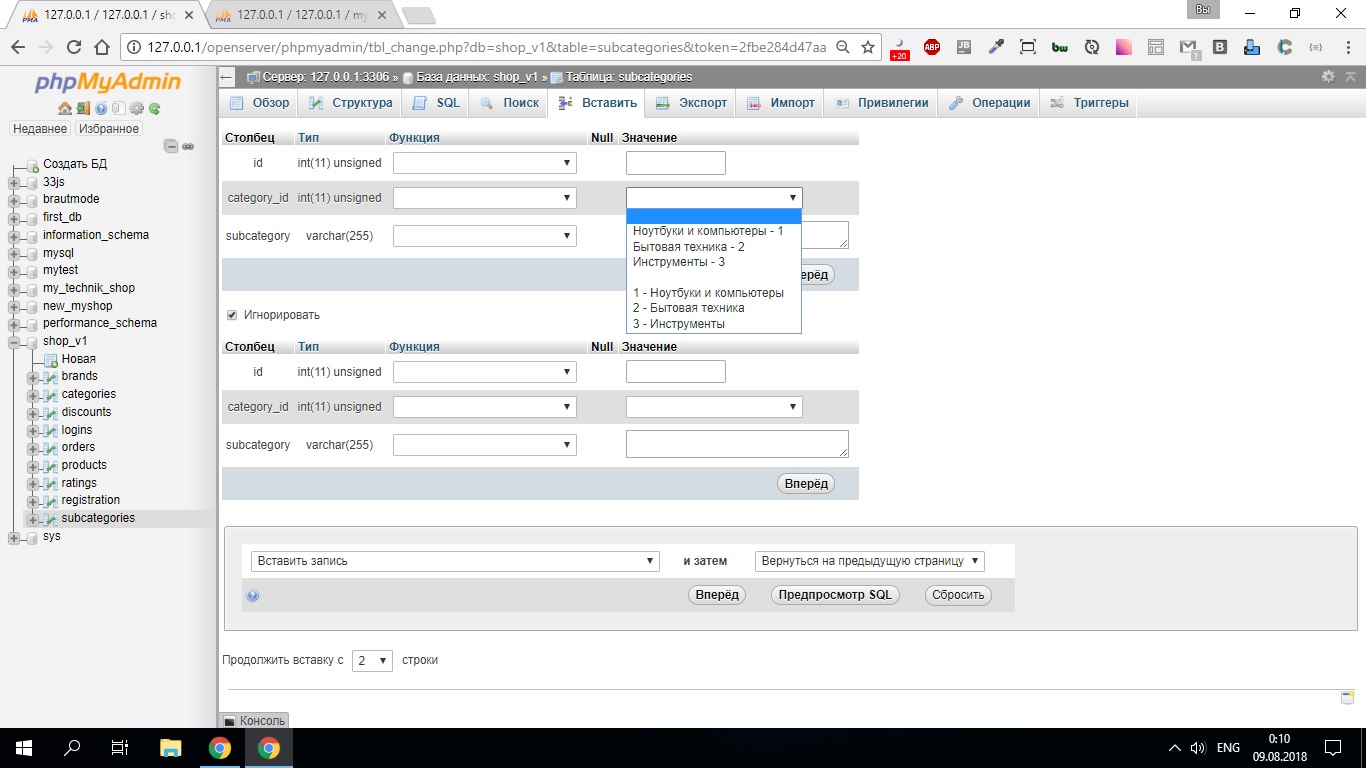 127.0.0.1 / 127.0.0.1 / sho
127.0.0.1 / 127.0.0.1 / my
Вы
127.0.0.1/openserver/phpmyadmin/tbl_change.php?db=shop_v1&table=subcategories&token=2fbe284d47aa
+20
ABP
JB
bw
7
B
phpMyAdmin
Недавнее Избранное
Создать БД
33js
brautmode
first_db
information_schema
mysql
mytest
my_technik_shop
new_myshop
performance_schema
shop_v1
Новая
brands
categories
discounts
logins
orders
products
ratings
registration
subcategories
sys
Сервер: 127.0.0.1:3306 » База данных: shop_v1 » Таблица: subcategories
Обзор Структура SQL Поиск Вставить Экспорт Импорт Привилегии Операции Триггеры
Столбец Тип Функция Null Значение
id int(11) unsigned
category_id int(11) unsigned
subcategory varchar(255)
Ноутбуки и компьютеры - 1
Бытовая техника - 2
Инструменты - 3
1 - Ноутбуки и компьютеры
2 - Бытовая техника
3 - Инструменты
ерёд
Игнорировать
Столбец Тип Функция Null Значение
id int(11) unsigned
category_id int(11) unsigned
subcategory varchar(255)
Вперёд
Вставить запись и затем Вернуться на предыдущую страницу
Вперёд Предпросмотр SQL Сбросить
Продолжить вставку с 2 строки
Консоль
ENG
0:10
09.08.2018